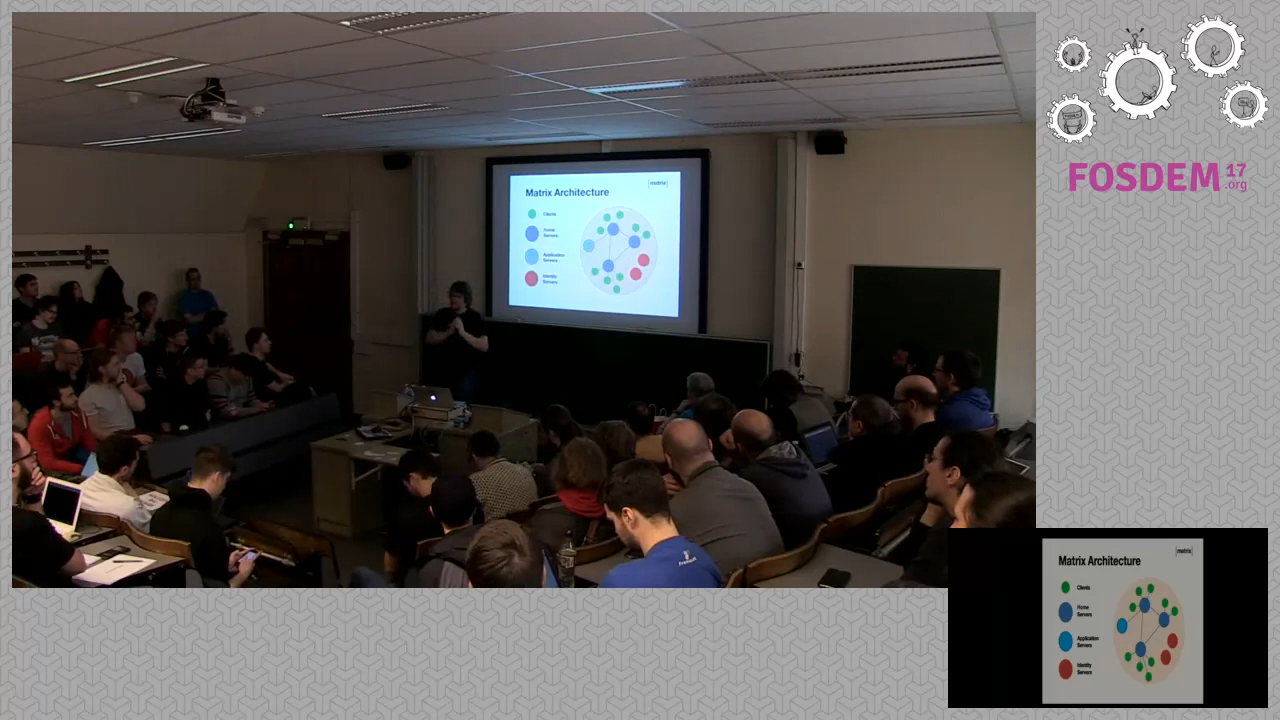 [matrix]
Matrix Architecture
Clients
Home
Servers
Application
Servers
Identity
Servers
FOSDEM 17
.org
[matrix]
Matrix Architecture
Clients
Home
Servers
Application
Servers
Identity
Servers